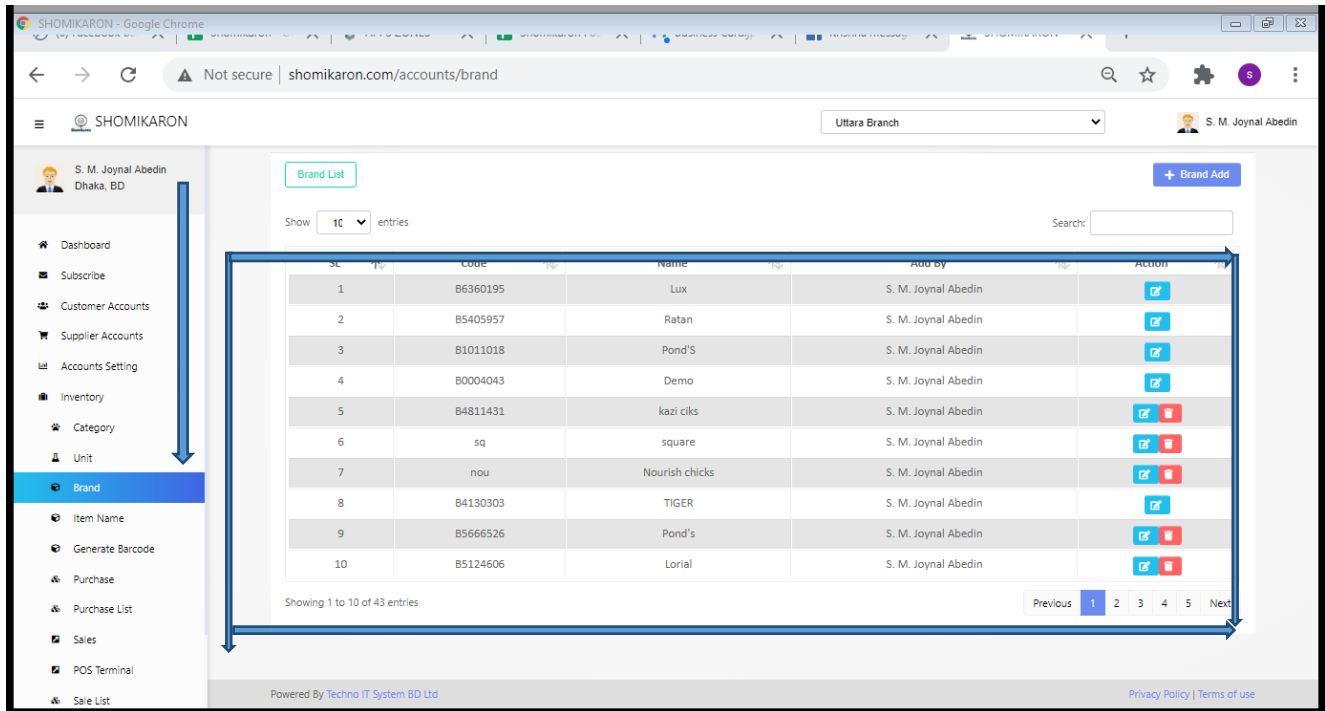 SHOMIKARON - Google Chrome
Not secure | shomikaron.com/accounts/brand
SHOMIKARON
Uttara Branch
S. M. Joynal Abedin
S. M. Joynal Abedin
Dhaka, BD
Dashboard
Subscribe
Customer Accounts
Supplier Accounts
Accounts Setting
Inventory
Category
Unit
Brand
Item Name
Generate Barcode
Purchase
Purchase List
Sales
POS Terminal
Sale List
Brand List
+ Brand Add
Show 10 entries
Search:
SL Code Name Add By Action
1 B6360195 Lux S. M. Joynal Abedin
2 B5405957 Ratan S. M. Joynal Abedin
3 B1011018 Pond'S S. M. Joynal Abedin
4 B0004043 Demo S. M. Joynal Abedin
5 B4811431 kazi ciks S. M. Joynal Abedin
6 sq square S. M. Joynal Abedin
7 nou Nourish chicks S. M. Joynal Abedin
8 B4130303 TIGER S. M. Joynal Abedin
9 B5666526 Pond's S. M. Joynal Abedin
10 B5124606 Lorial S. M. Joynal Abedin
Showing 1 to 10 of 43 entries
Previous 1 2 3 4 5 Next
Powered By Techno IT System BD Ltd
Privacy Policy | Terms of use